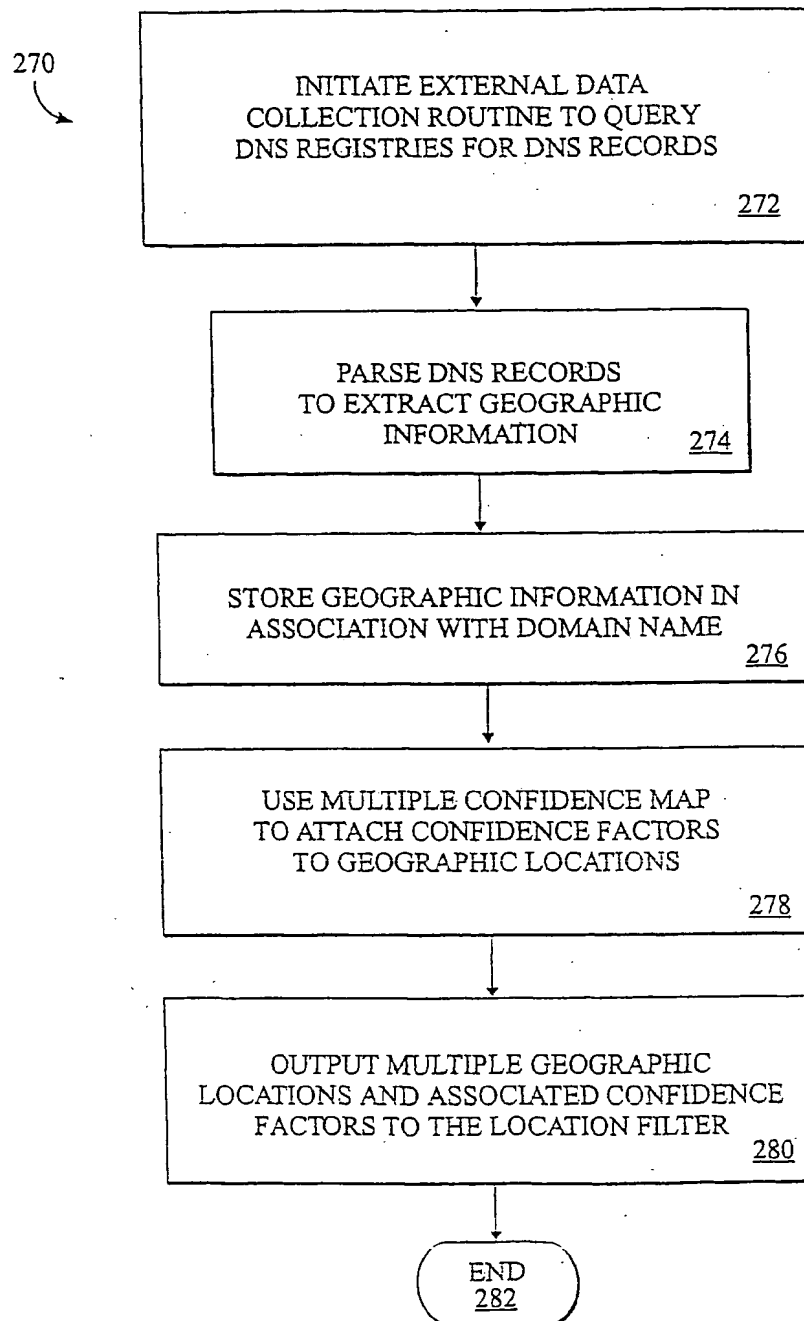 270
INITIATE EXTERNAL DATA
COLLECTION ROUTINE TO QUERY
DNS REGISTRIES FOR DNS RECORDS
272
PARSE DNS RECORDS
TO EXTRACT GEOGRAPHIC
INFORMATION
274
STORE GEOGRAPHIC INFORMATION IN
ASSOCIATION WITH DOMAIN NAME
276
USE MULTIPLE CONFIDENCE MAP
TO ATTACH CONFIDENCE FACTORS
TO GEOGRAPHIC LOCATIONS
278
OUTPUT MULTIPLE GEOGRAPHIC
LOCATIONS AND ASSOCIATED CONFIDENCE
FACTORS TO THE LOCATION FILTER
280
END
282